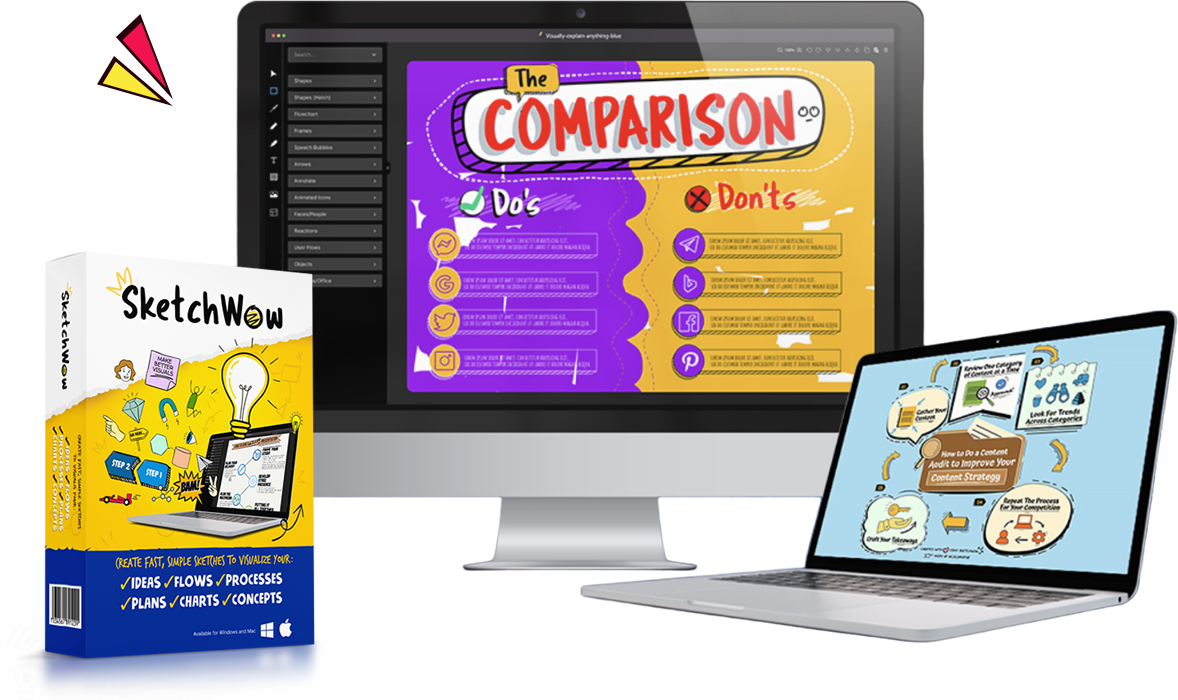 Visually-explain-anything-blue
Search...
Shapes
Shapes (Hatch)
Flowchart
Frames
Speech Bubbles
Arrows
Annotate
Animated Icons
Faces/People
Reactions
User Flows
Objects
/Office
100%
The
COMPARISON
Do's
Don'ts
LOREM IPSUM DOLOR SIT AMET, CONSECTETUR ADIPISCING ELIT,
SED DO EIUSMOD TEMPOR INCIDIDUNT UT LABORE ET DOLORE MAGNA ALIQUA
LOREM IPSUM DOLOR SIT AMET, CONSECTETUR ADIPISCING ELIT,
SED DO EIUSMOD TEMPOR INCIDIDUNT UT LABORE ET DOLORE MAGNA ALIQUA
LOREM IPSUM DOLOR SIT AMET, CONSECTETUR ADIPISCING ELIT,
SED DO EIUSMOD TEMPOR INCIDIDUNT UT LABORE ET DOLORE MAGNA ALIQUA
LOREM IPSUM DOLOR SIT AMET, CONSECTETUR ADIPISCING ELIT,
SED DO EIUSMOD TEMPOR INCIDIDUNT UT LABORE ET DOLORE MAGNA ALIQUA
LOREM IPSUM DOLOR SIT AMET, CONSECTETUR ADIPISCING ELIT,
SED DO EIUSMOD TEMPOR INCIDIDUNT UT LABORE ET DOLORE MAGNA ALIQUA
LOREM IPSUM DOLOR SIT AMET, CONSECTETUR ADIPISCING ELIT,
SED DO EIUSMOD TEMPOR INCIDIDUNT UT LABORE ET DOLORE MAGNA ALIQUA
LOREM IPSUM DOLOR SIT AMET, CONSECTETUR ADIPISCING ELIT,
SED DO EIUSMOD TEMPOR INCIDIDUNT UT LABORE ET DOLORE MAGNA ALIQUA
LOREM IPSUM DOLOR SIT AMET, CONSECTETUR ADIPISCING ELIT,
SED DO EIUSMOD TEMPOR INCIDIDUNT UT LABORE ET DOLORE MAGNA ALIQUA
SketchWow
SketchWow
MAKE
BETTER
VISUALS
STEP 2
STEP 1
BAM!
CREATE FAST, SIMPLE SKETCHES
TO VISUALIZE YOUR:
✓IDEAS ✓FLOWS
✓PROCESSES ✓PLANS
✓CHARTS ✓CONCEPTS
CREATE FAST, SIMPLE SKETCHES TO VISUALIZE YOUR:
✓IDEAS ✓FLOWS ✓PROCESSES
✓PLANS ✓CHARTS ✓CONCEPTS
Available for Windows and Mac
Review One Category
of Content at a Time
Approve
Gather Your
Content
Look For Trends
Across Categories
How to Do a Content
Audit to Improve Your
Content Strategy
Craft Your Takeaways
Repeat The Process
For Your Competition